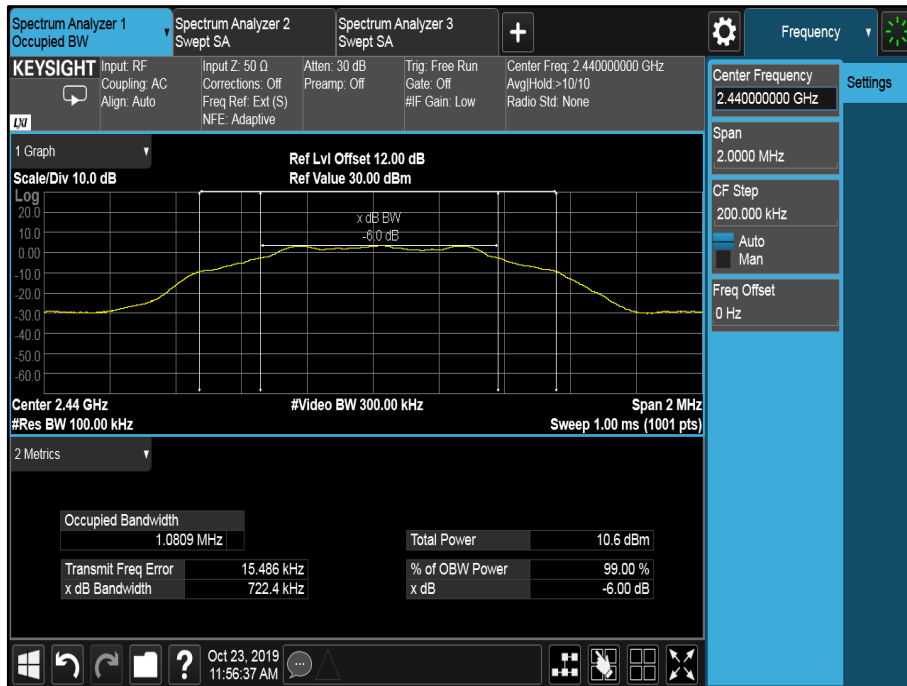 Spectrum Analyzer 1
Occupied BW
Spectrum Analyzer 2
Swept SA
Spectrum Analyzer 3
Swept SA
+
Frequency
KEYSIGHT
LXI
Input: RF
Coupling: AC
Align: Auto
Input Z: 50 Ω
Corrections: Off
Freq Ref: Ext (S)
NFE: Adaptive
Atten: 30 dB
Preamp: Off
Trig: Free Run
Gate: Off
#IF Gain: Low
Center Freq: 2.440000000 GHz
Avg|Hold:>10/10
Radio Std: None
Center Frequency
2.440000000 GHz
Settings
Span
2.0000 MHz
CF Step
200.000 kHz
Auto
Man
Freq Offset
0 Hz
1 Graph
Scale/Div 10.0 dB
Ref Lvl Offset 12.00 dB
Ref Value 30.00 dBm
Log
20.0
10.0
0.00
-10.0
-20.0
-30.0
-40.0
-50.0
-60.0
x dB BW
-6.0 dB
Center 2.44 GHz
#Video BW 300.00 kHz
Span 2 MHz
#Res BW 100.00 kHz
Sweep 1.00 ms (1001 pts)
2 Metrics
Occupied Bandwidth
1.0809 MHz
Total Power 10.6 dBm
Transmit Freq Error 15.486 kHz
% of OBW Power 99.00 %
x dB Bandwidth 722.4 kHz
x dB -6.00 dB
?
Oct 23, 2019
11:56:37 AM